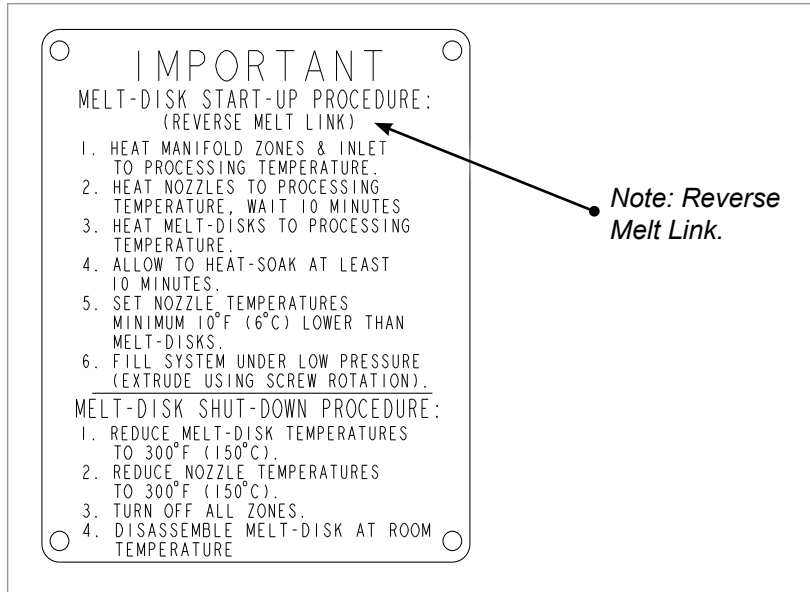 IMPORTANT
MELT-DISK START-UP PROCEDURE:
(REVERSE MELT LINK)
1. HEAT MANIFOLD ZONES & INLET
TO PROCESSING TEMPERATURE.
2. HEAT NOZZLES TO PROCESSING
TEMPERATURE, WAIT 10 MINUTES
3. HEAT MELT-DISKS TO PROCESSING
TEMPERATURE.
4. ALLOW TO HEAT-SOAK AT LEAST
10 MINUTES.
5. SET NOZZLE TEMPERATURES
MINIMUM 10°F (6°C) LOWER THAN
MELT-DISKS.
6. FILL SYSTEM UNDER LOW PRESSURE
(EXTRUDE USING SCREW ROTATION).
MELT-DISK SHUT-DOWN PROCEDURE:
1. REDUCE MELT-DISK TEMPERATURES
TO 300°F (150°C).
2. REDUCE NOZZLE TEMPERATURES
TO 300°F (150°C).
3. TURN OFF ALL ZONES.
4. DISASSEMBLE MELT-DISK AT ROOM
TEMPERATURE
Note: Reverse
Melt Link.